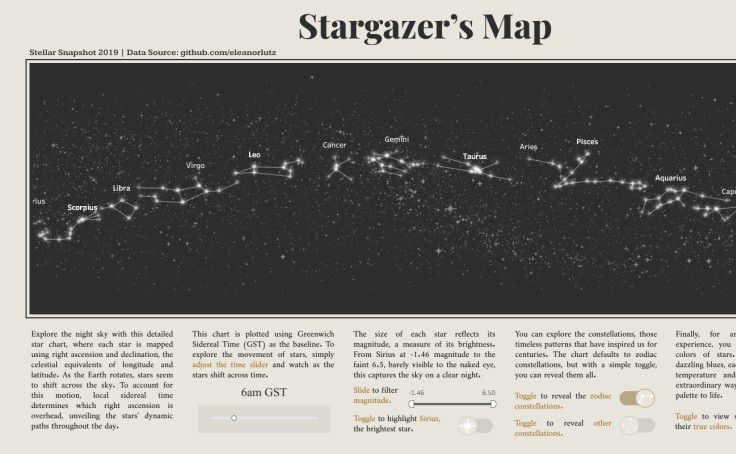 Stargazer's Map
Stellar Snapshot 2019 | Data Source: github.com/eleanorlutz
Gemini
Cancer
Aries
Pisces
Leo
Taurus
Virgo
Aquarius
Libra
Scorpius
Explore the night sky with this detailed
star chart, where each star is mapped
using right ascension and declination, the
celestial equivalents of longitude and
latitude. As the Earth rotates, stars seem
to shift across the sky. To account for
this motion, local sidereal time
determines which right ascension is
overhead, unveiling the stars' dynamic
paths throughout the day.
This chart is plotted using Greenwich
Sidereal Time (GST) as the baseline. To
explore the movement of stars, simply
adjust the time slider and watch as the
stars shift across time.
6am GST
The size of each star reflects its
magnitude, a measure of its brightness.
From Sirius at -1.46 magnitude to the
faint 6.5, barely visible to the naked eye,
this captures the sky on a clear night.
Slide to filter
magnitude.
-1.46 6.50
Toggle to highlight Sirius,
the brightest star.
You can explore the constellations, those
timeless patterns that have inspired us for
centuries. The chart defaults to zodiac
constellations, but with a simple toggle,
you can reveal them all.
Toggle to reveal the zodiac
constellations.
Toggle to reveal other
constellations.
Finally, for
experience, you
colors of stars.
dazzling blues,
temperature and
extraordinary
palette to life.
Toggle to view
their true colors.